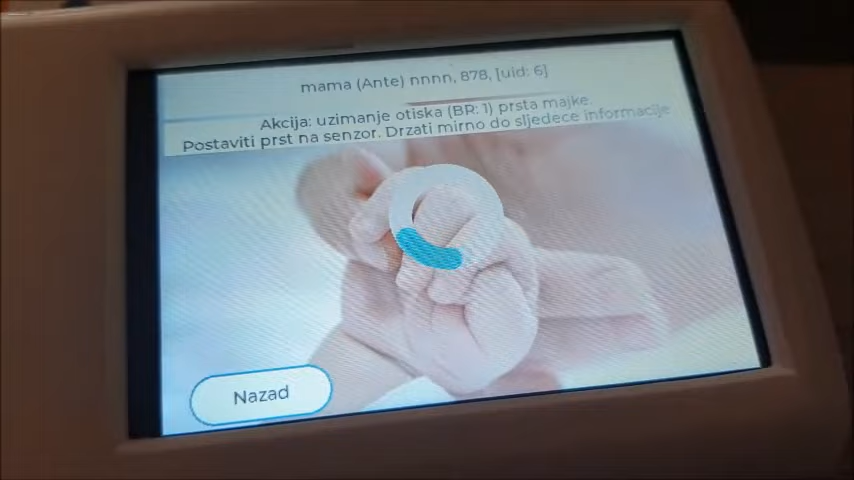 mama (Ante) nnnn, 878, [uid: 6]
Akcija: uzimanje otiska (BR: 1) prsta majke.
Postaviti prst na senzor. Drzati mirno do sljedece informacije
Nazad